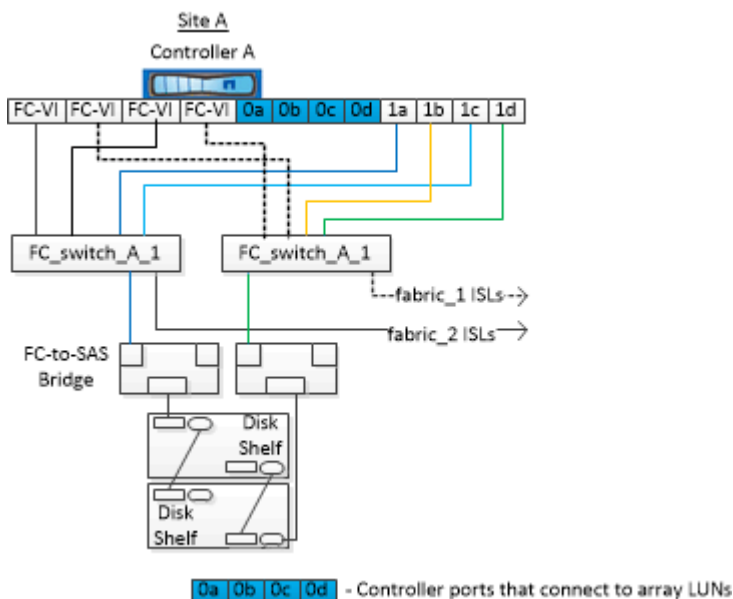 Site A
Controller A
FC-VI FC-VI FC-VI FC-VI 0a 0b 0c 0d 1a 1b 1c 1d
FC_switch_A_1 FC_switch_A_1
fabric_1 ISLs
fabric_2 ISLs
FC-to-SAS
Bridge
Disk
Shelf
Disk
Shelf
0a 0b 0c 0d - Controller ports that connect to array LUNs